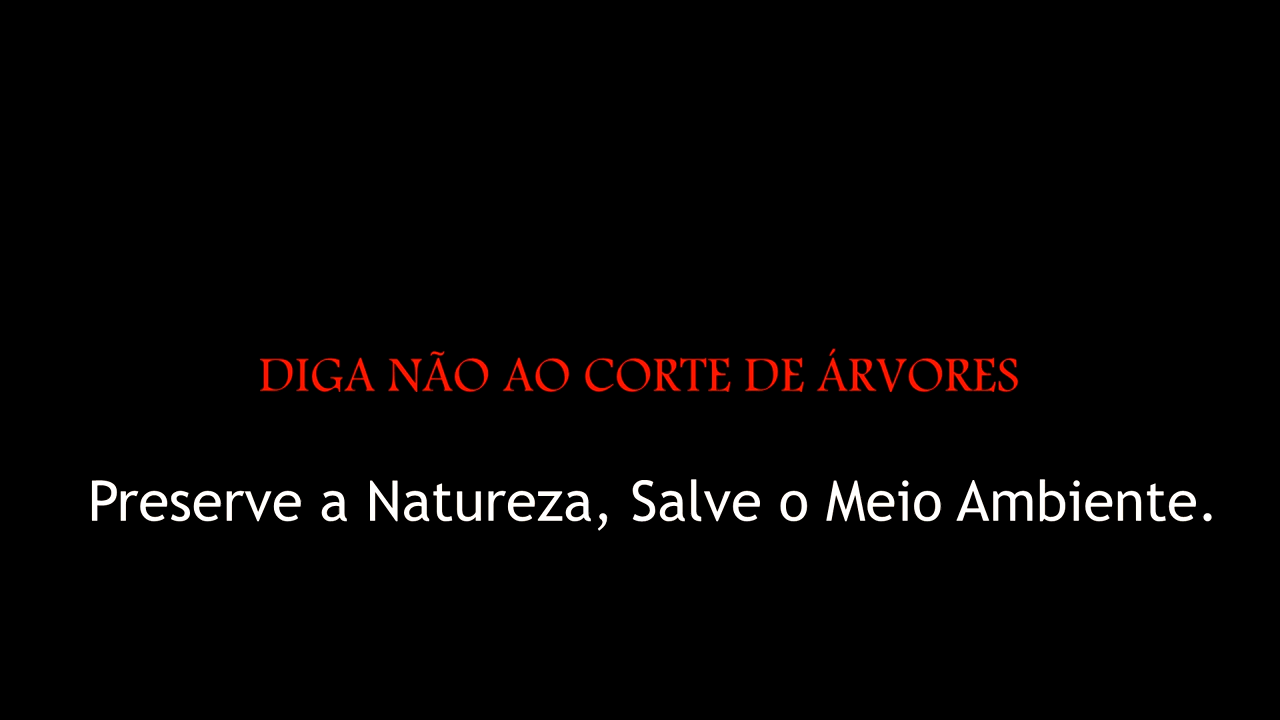 DIGA NÃO AO CORTE DE ÁRVORES
Preserve a Natureza, Salve o Meio Ambiente.